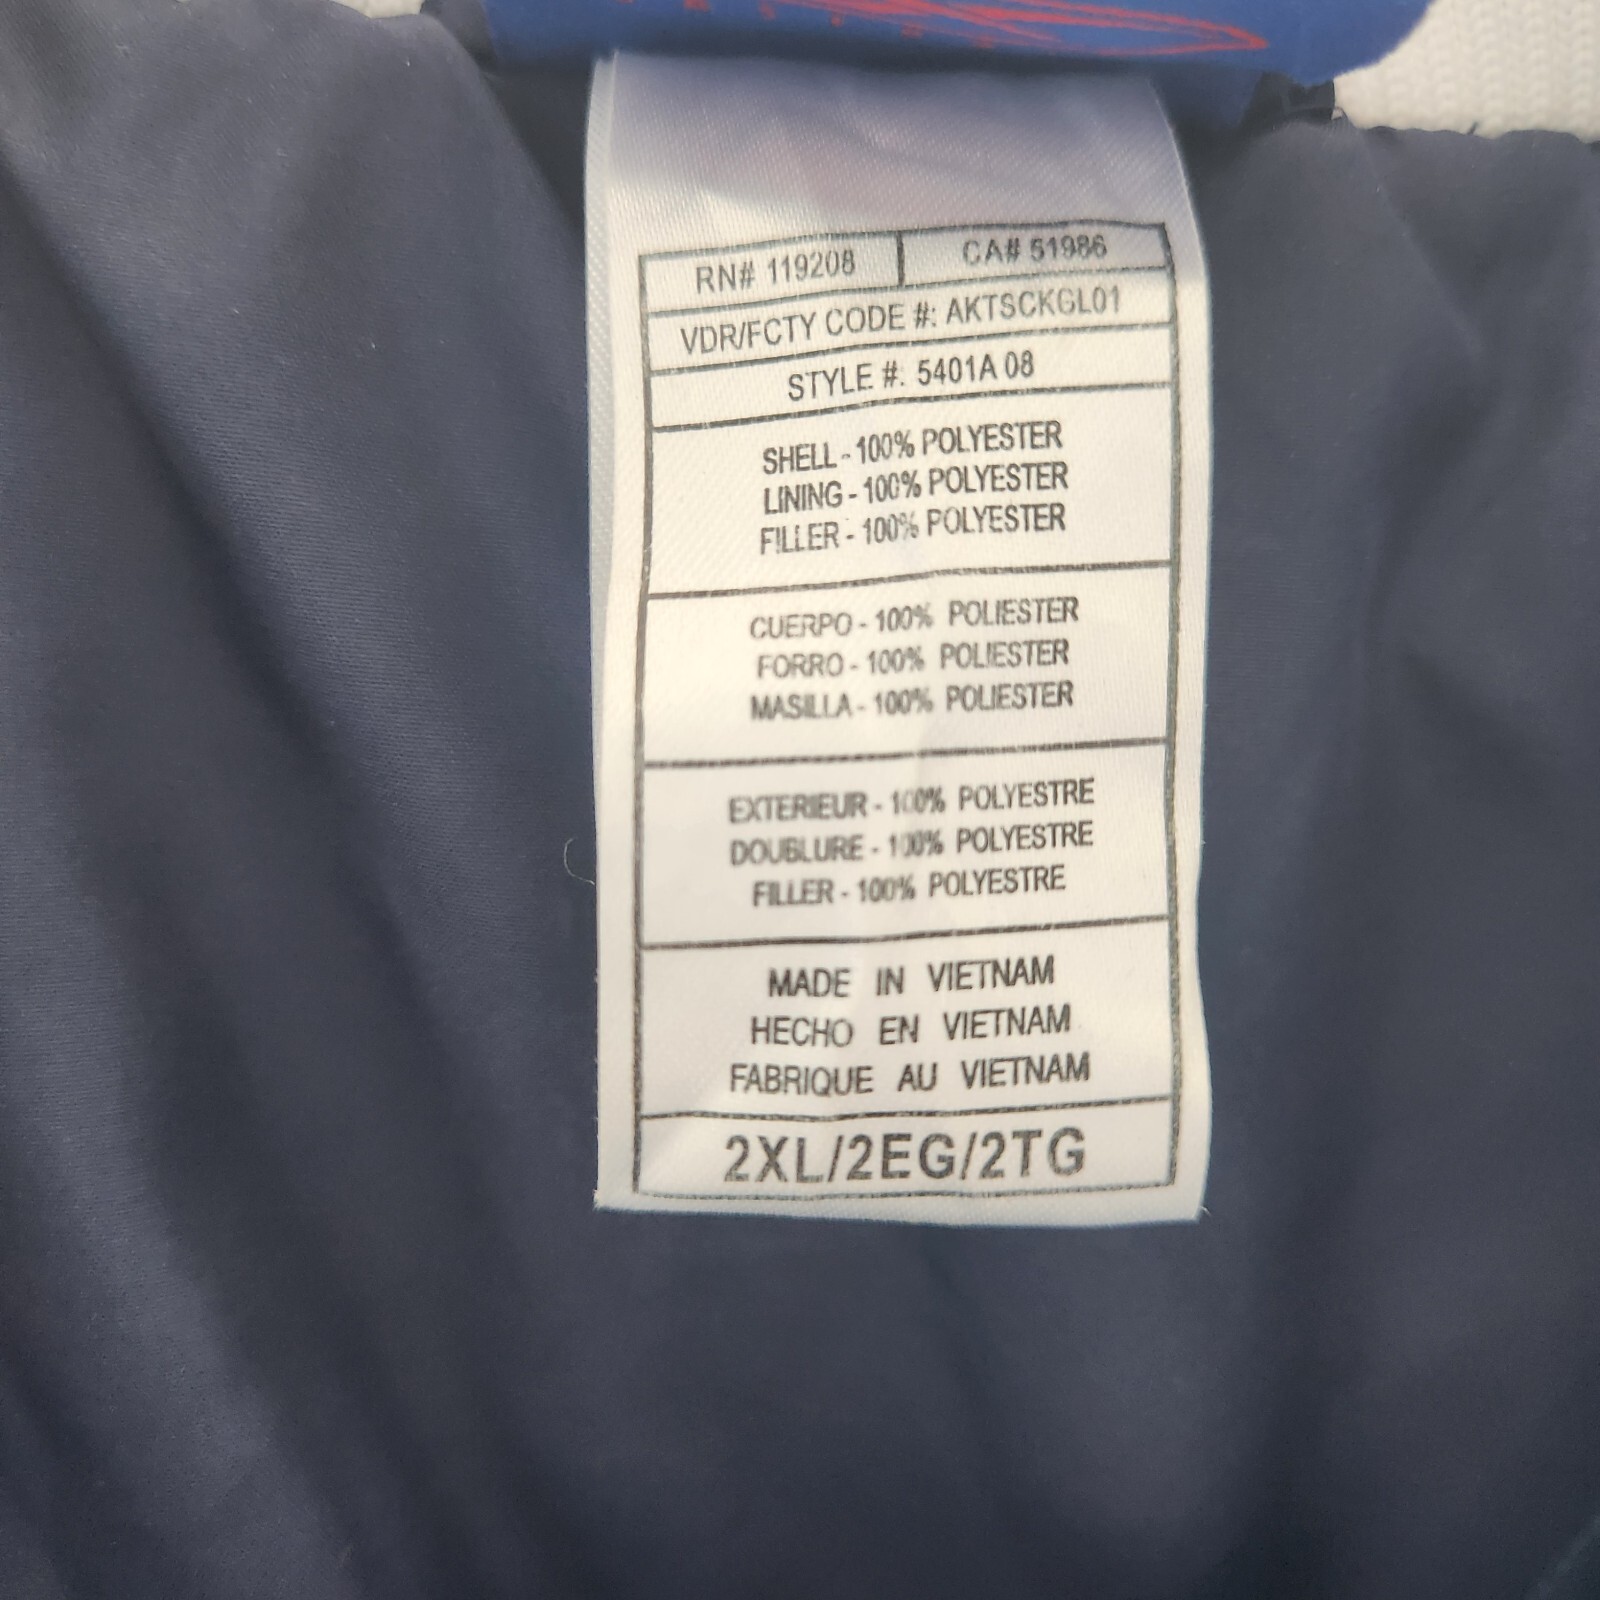 RN# 119208 CA# 51986
VDR/FCTY CODE #: AKTSCKGL01
STYLE #: 5401A 08
SHELL - 100% POLYESTER
LINING - 100% POLYESTER
FILLER - 100% POLYESTER
CUERPO - 100% POLIESTER
FORRO - 100% POLIESTER
MASILLA - 100% POLIESTER
EXTERIEUR - 100% POLYESTRE
DOUBLURE - 100% POLYESTRE
FILLER - 100% POLYESTRE
MADE IN VIETNAM
HECHO EN VIETNAM
FABRIQUE AU VIETNAM
2XL/2EG/2TG